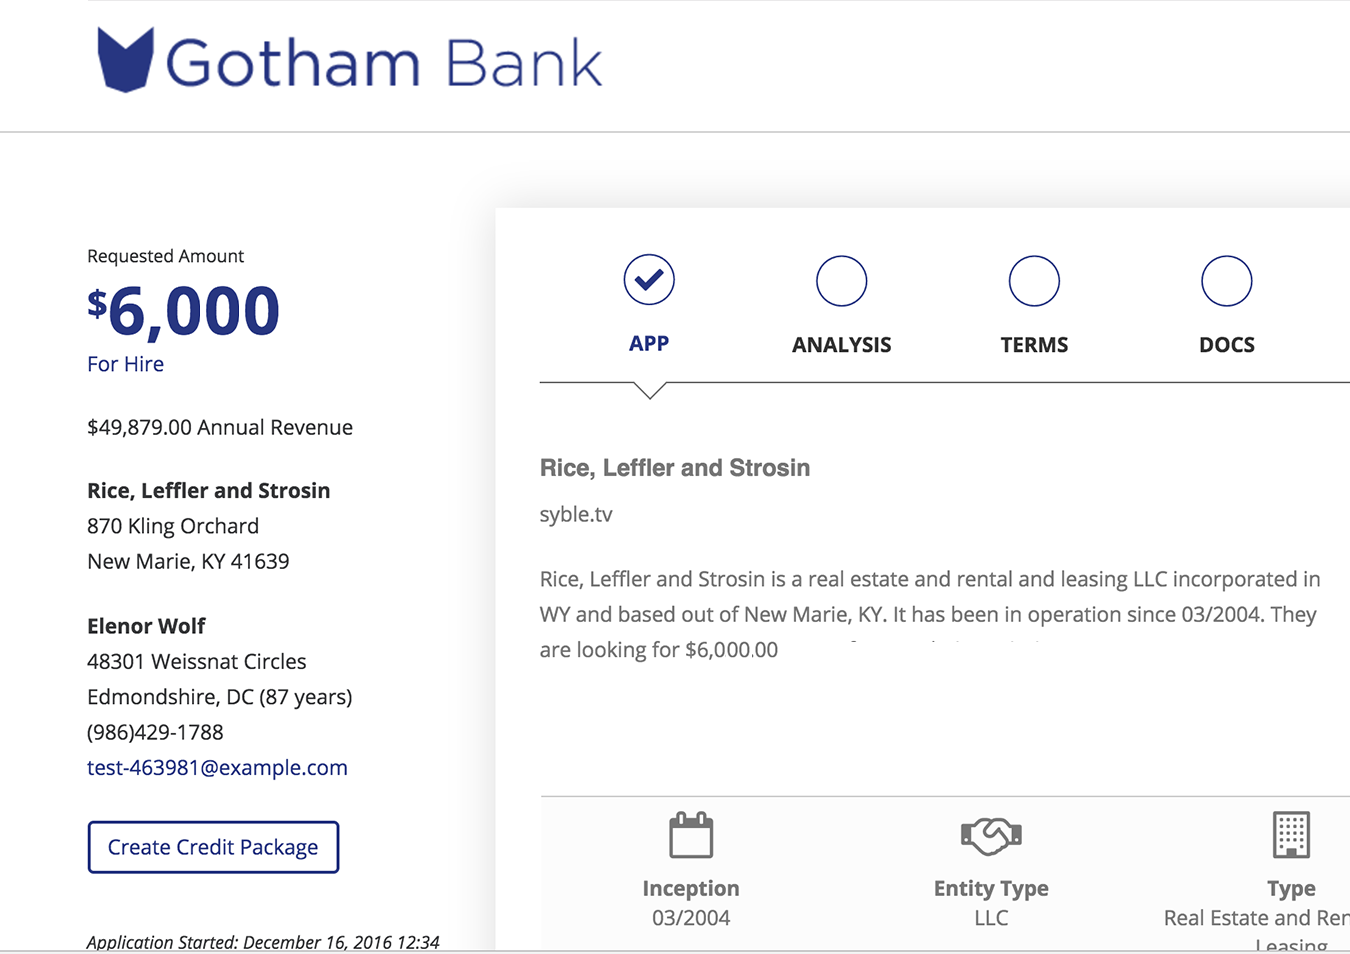 Gotham Bank
Requested Amount
$6,000
For Hire
$49,879.00 Annual Revenue
Rice, Leffler and Strosin
870 Kling Orchard
New Marie, KY 41639
Elenor Wolf
48301 Weissnat Circles
Edmondshire, DC (87 years)
(986)429-1788
test-463981@example.com
Create Credit Package
Application Started: December 16, 2016 12:34
APP
ANALYSIS
TERMS
DOCS
Rice, Leffler and Strosin
syble.tv
Rice, Leffler and Strosin is a real estate and rental and leasing LLC incorporated in
WY and based out of New Marie, KY. It has been in operation since 03/2004. They
are looking for $6,000.00
Inception
03/2004
Entity Type
LLC
Type
Real Estate and Ren
Leasing